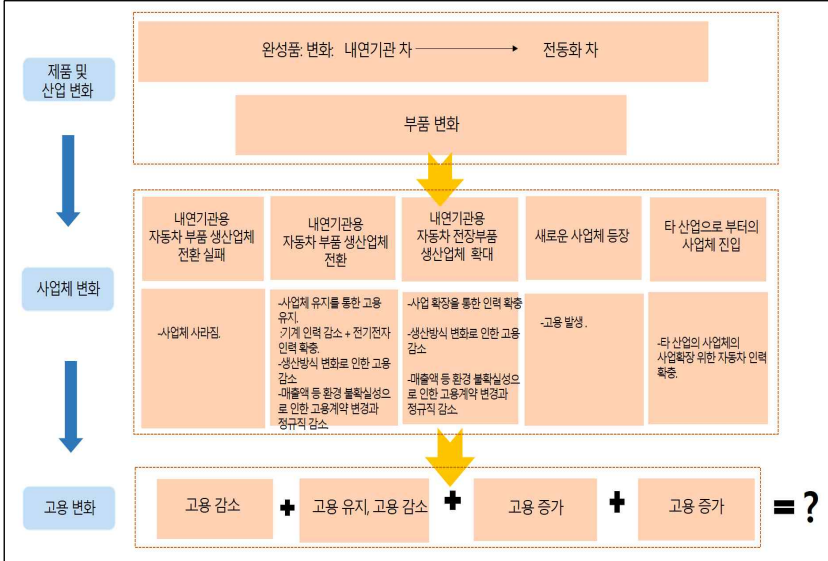 제품 및
산업 변화
완성품: 변화: 내연기관 차
전동화 차
부품 변화
사업체 변화
내연기관용
자동차 부품 생산업체
전환 실패
내연기관용
자동차 부품 생산업체
전환
내연기관용
자동차 전장부품
생산업체 확대
새로운 사업체 등장
타 산업으로 부터의
사업체 진입
-사업체 사라짐.
-사업체 유지를 통한 고용
유지.
:기계 인력 감소 + 전기전자
인력 확충.
-생산방식 변화로 인한 고용
감소
-매출액 등 환경 불확실성으
로 인한 고용계약 변경과
정규직 감소.
-사업 확장을 통한 인력 확충
-생산방식 변화로 인한 고용
감소
-매출액 등 환경 불확실성으
로 인한 고용계약 변경과
정규직 감소.
-고용 발생.
-타 산업의 사업체의
사업확장 위한 자동차 인력
확충.
고용 변화
고용 감소
+
고용 유지, 고용 감소
+
고용 증가
+
고용 증가
= ?